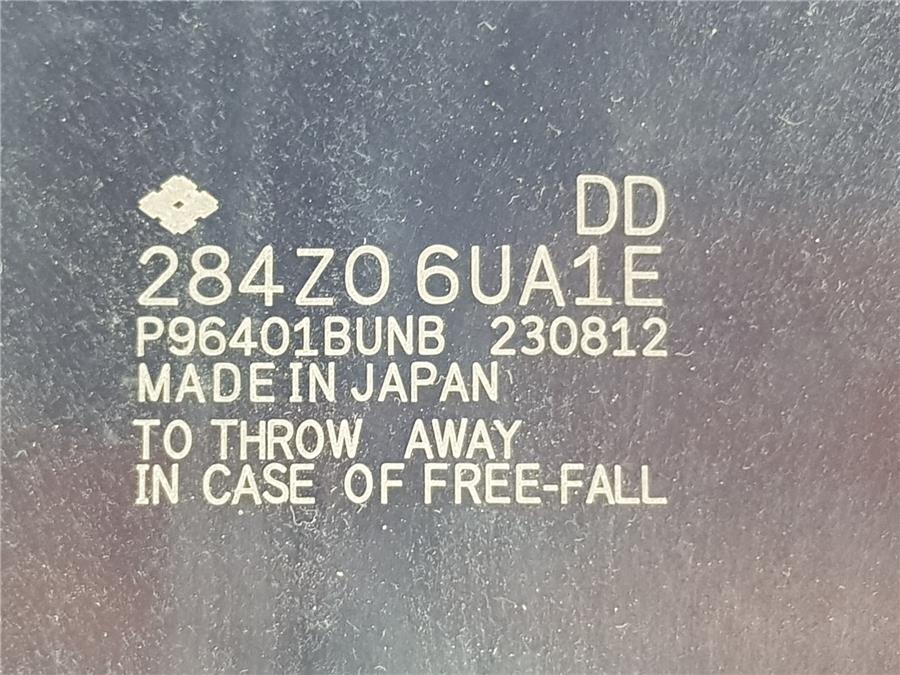 DD
284Z0 6UA1E
P96401BUNB 230812
MADE IN JAPAN
TO THROW AWAY
IN CASE OF FREE-FALL